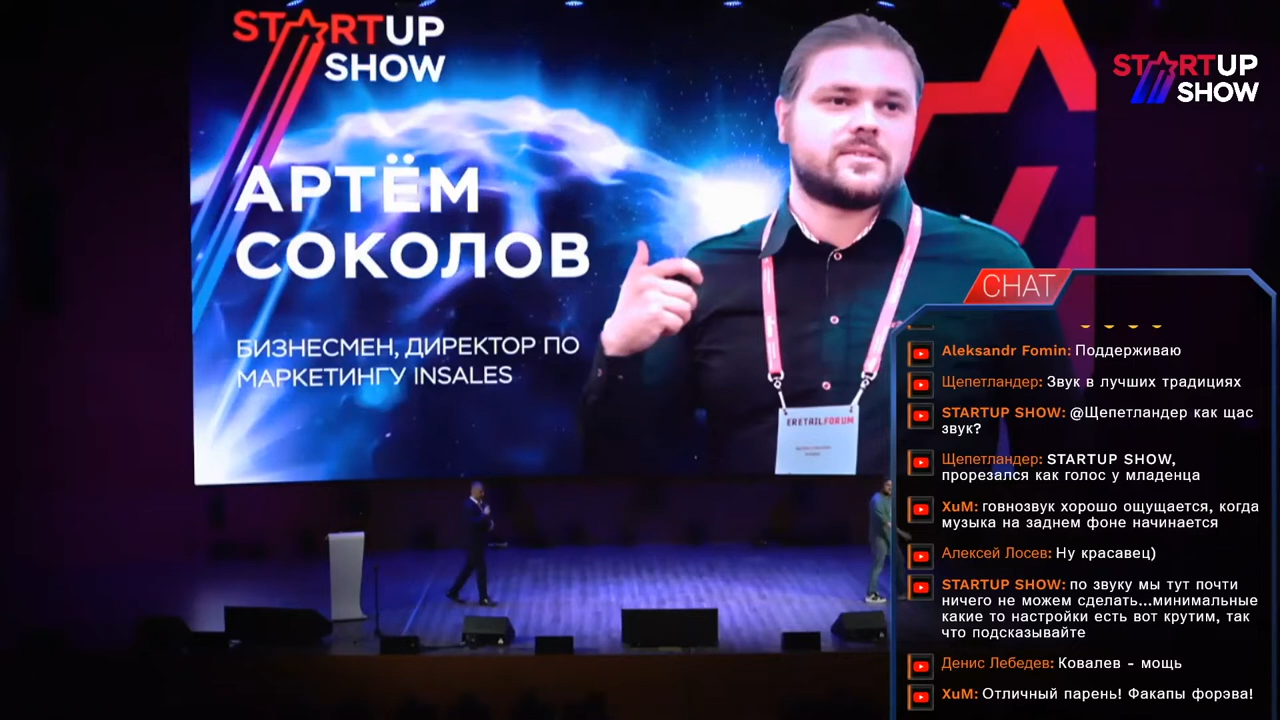 STARTUP
SHOW
АРТЁМ
СОКОЛОВ
БИЗНЕСМЕН, ДИРЕКТОР ПО
МАРКЕТИНГУ INSALES
ERETAILFORUM
STARTUP
SHOW
CHAT
Aleksandr Fomin: Поддерживаю
Щепетландер: Звук в лучших традициях
STARTUP SHOW: @Щепетландер как щас
звук?
Щепетландер: STARTUP SHOW,
прорезался как голос у младенца
XuM: говнозвук хорошо ощущается, когда
музыка на заднем фоне начинается
Алексей Лосев: Ну красавец)
STARTUP SHOW: по звуку мы тут почти
ничего не можем сделать...минимальные
какие то настройки есть вот крутим, так
что подсказывайте
Денис Лебедев: Ковалев - мощь
XuM: Отличный парень! Факапы форэва!